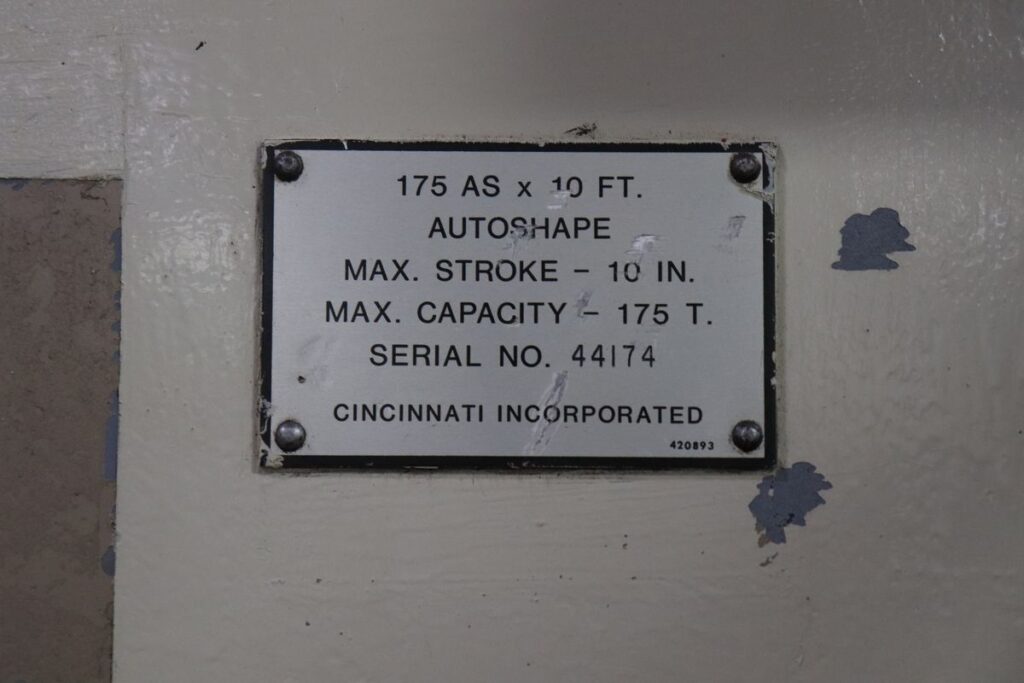 175 AS x 10 FT.
AUTOSHAPE
MAX. STROKE – 10 IN.
MAX. CAPACITY – 175 T.
SERIAL NO. 44174
CINCINNATI INCORPORATED
420893